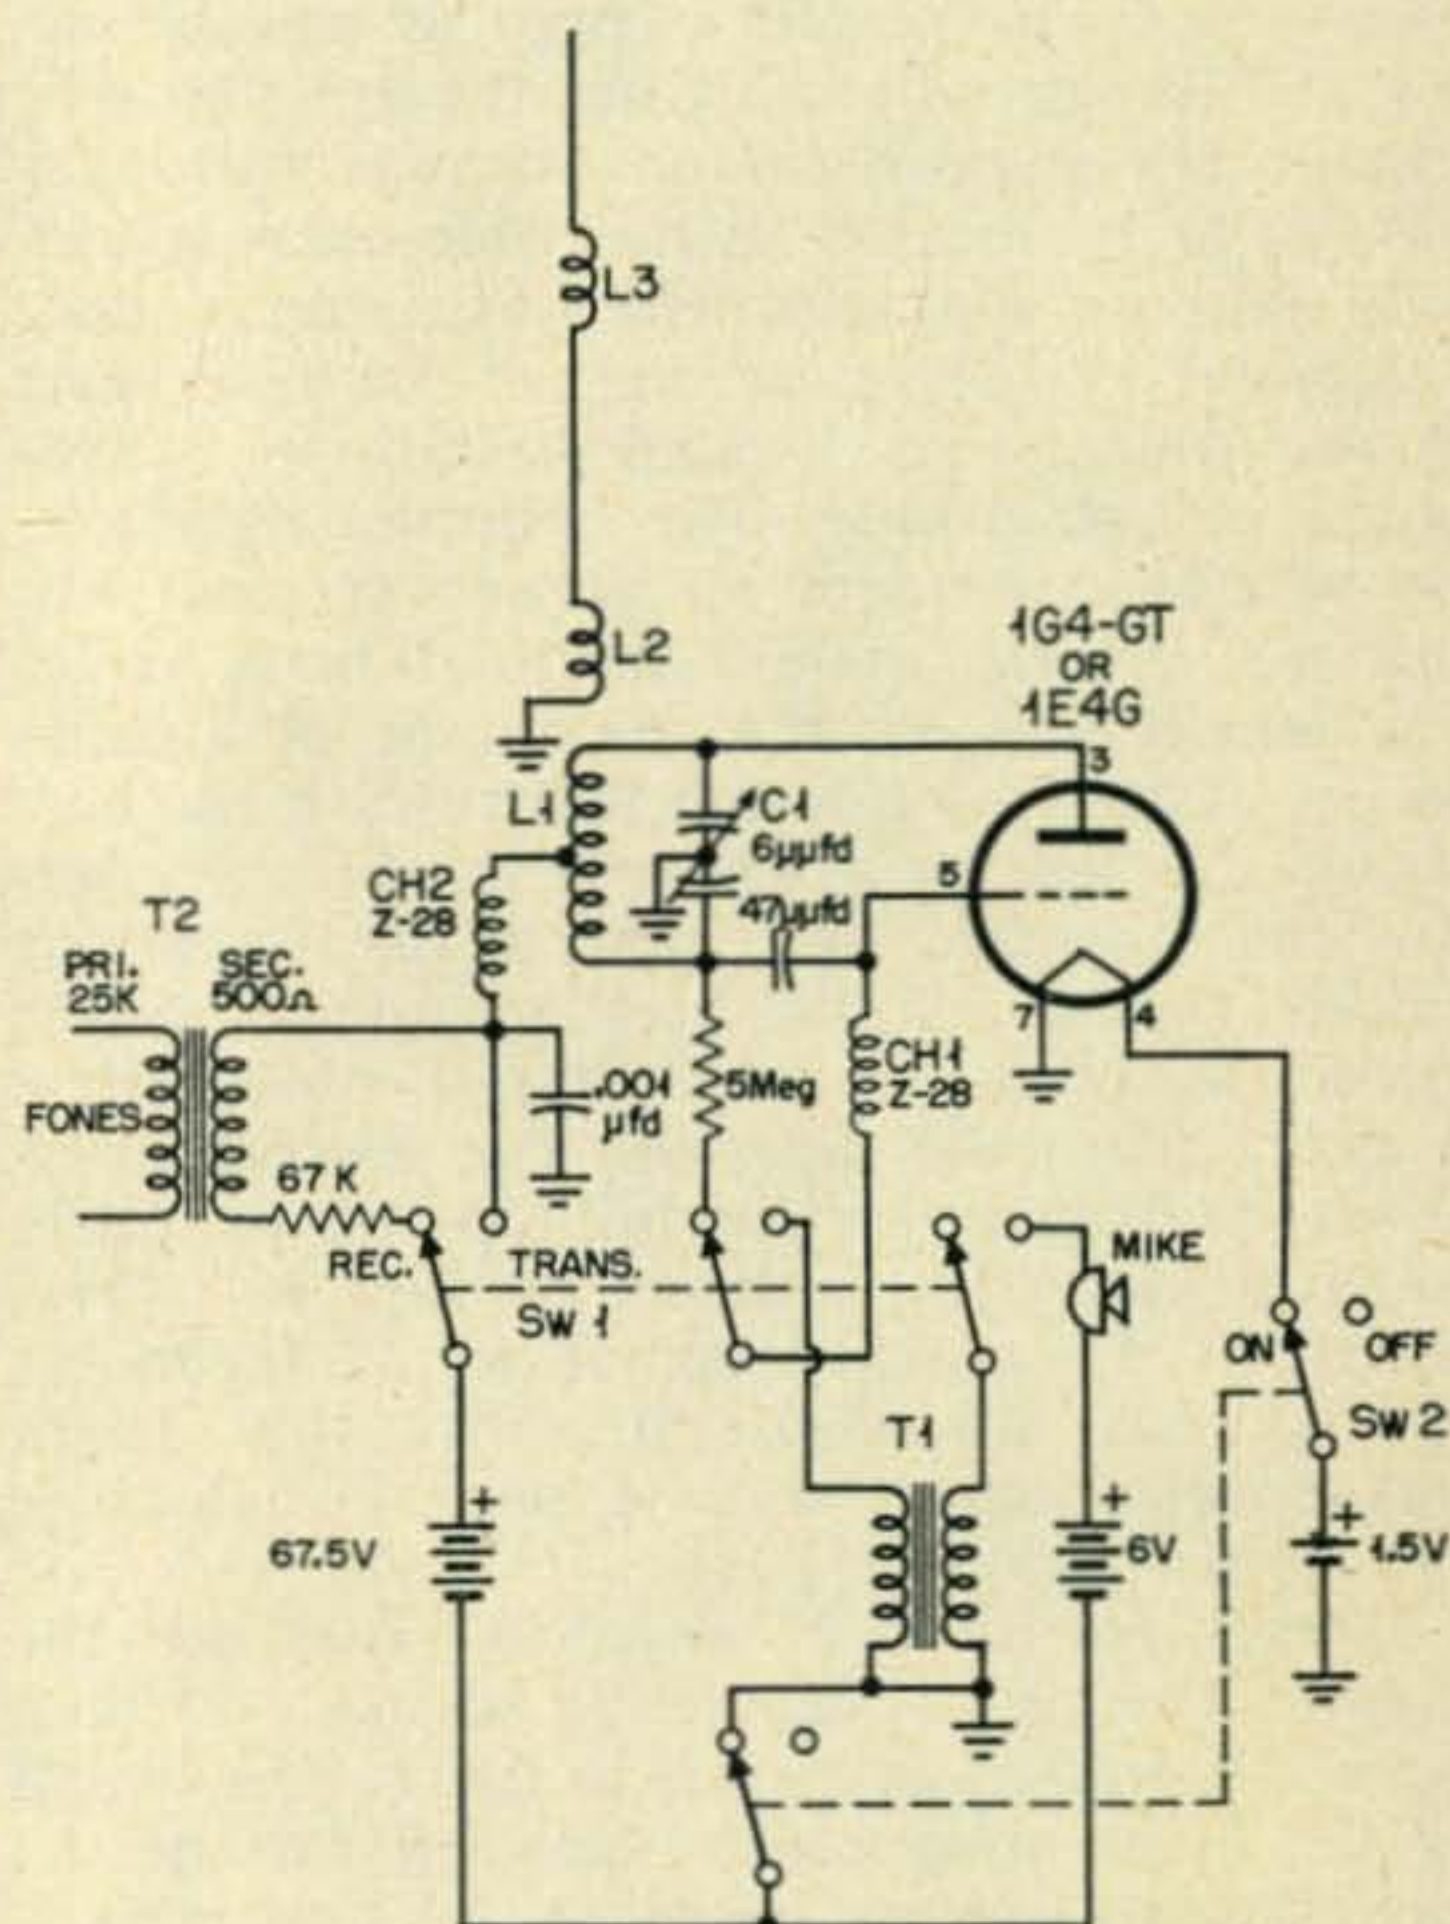 L3
L2
1G4-GT
OR
1E4G
3
L1
C1
6μμfd
CH2
Z-28
5
47μμfd
T2
PRI.
25K
SEC.
500Ω
7
4
CH1
Z-28
.001
μfd
5Meg
FONES
67 K
REC.
TRANS.
SW 1
MIKE
ON
OFF
SW 2
T1
+
67.5V
+
6V
+
1.5V